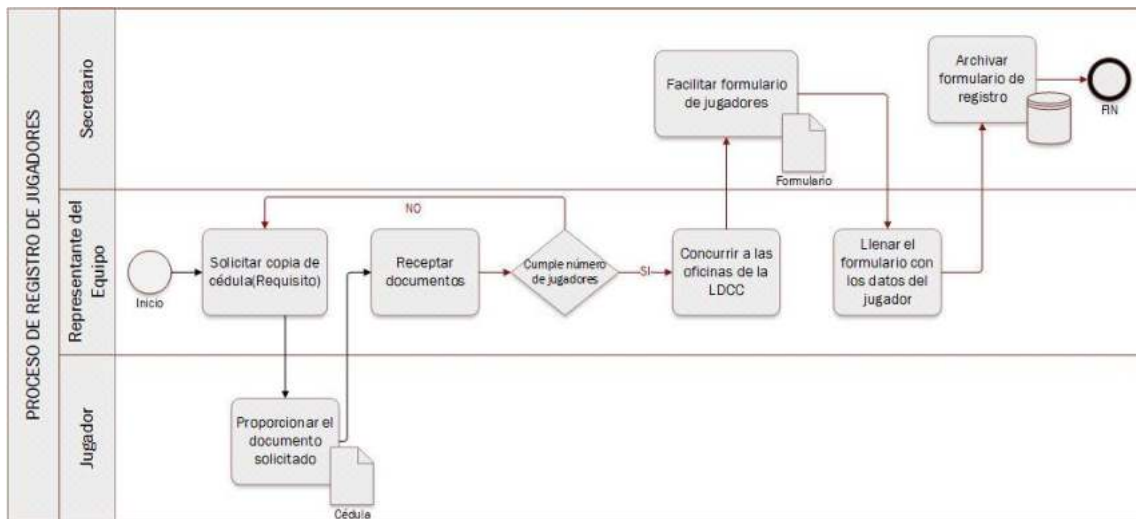 PROCESO DE REGISTRO DE JUGADORES
Secretario
Facilitar formulario
de jugadores
Formulario
Archivar
formulario de
registro
FIN
Representante del
Equipo
Inicio
Solicitar copia de
cédula(Requisito)
NO
Receptar
documentos
Cumple número
de jugadores
SI
Concurrir a las
oficinas de la
LDCC
Llenar el
formulario con
los datos del
jugador
Jugador
Proporcionar el
documento
solicitado
Cédula